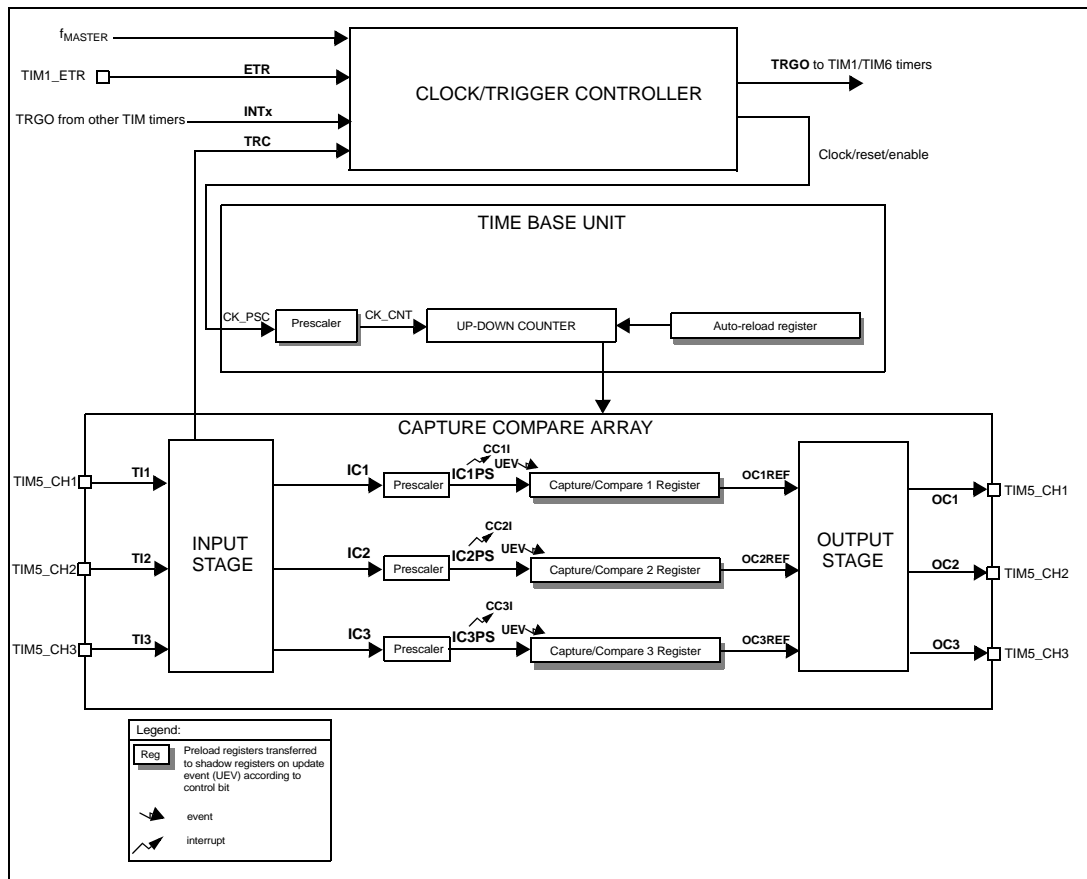 fMASTER
TIM1_ETR
ETR
TRGO from other TIM timers
INTx
TRC
CLOCK/TRIGGER CONTROLLER
TRGO to TIM1/TIM6 timers
Clock/reset/enable
TIME BASE UNIT
CK_PSC
Prescaler
CK_CNT
UP-DOWN COUNTER
Auto-reload register
CAPTURE COMPARE ARRAY
TIM5_CH1
TI1
INPUT
STAGE
IC1
Prescaler
IC1PS
CC1I
UEV
Capture/Compare 1 Register
OC1REF
OUTPUT
STAGE
OC1
TIM5_CH1
TIM5_CH2
TI2
IC2
Prescaler
IC2PS
CC2I
UEV
Capture/Compare 2 Register
OC2REF
OC2
TIM5_CH2
TIM5_CH3
TI3
IC3
Prescaler
IC3PS
CC3I
UEV
Capture/Compare 3 Register
OC3REF
OC3
TIM5_CH3
Legend:
Reg
Preload registers transferred
to shadow registers on update
event (UEV) according to
control bit
event
interrupt